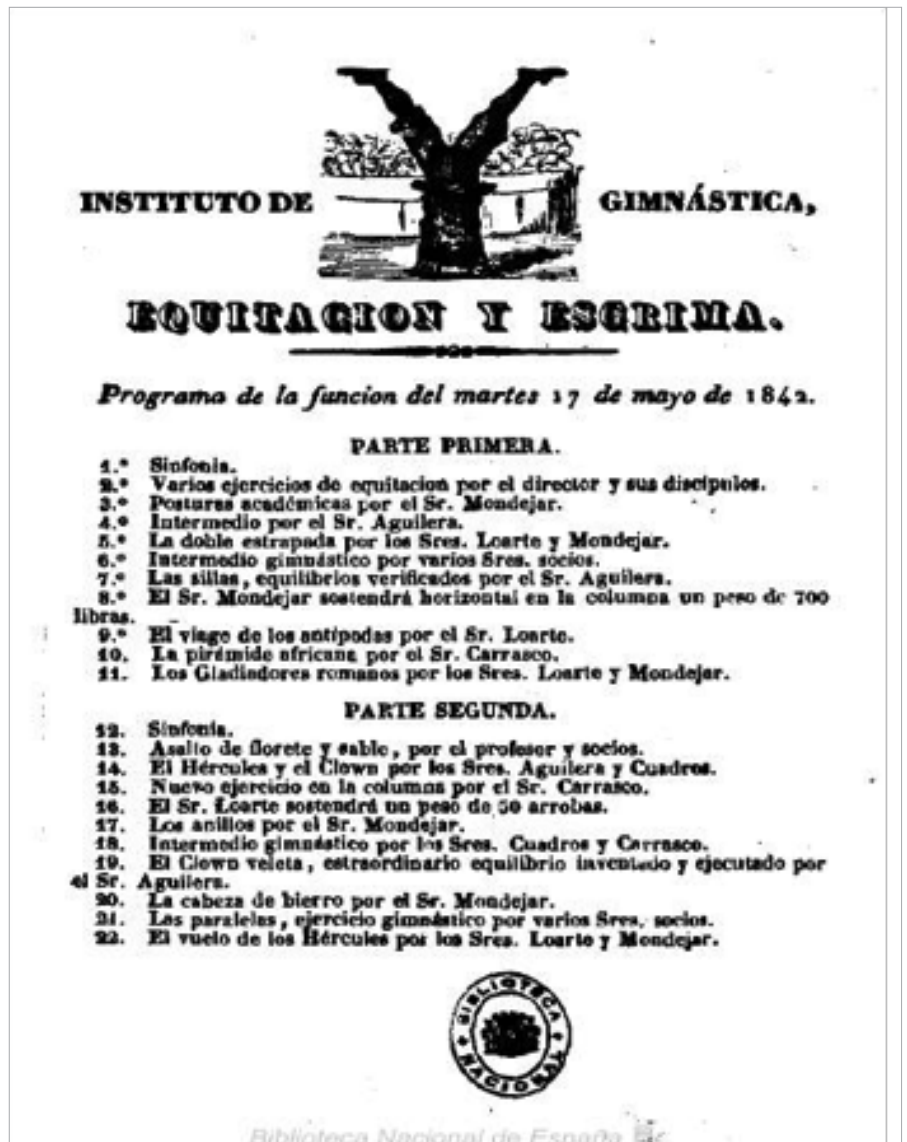 INSTITUTO DE GIMNÁSTICA,
EQUITACION Y ESGRIMA.
Programa de la funcion del martes 17 de mayo de 1842.
PARTE PRIMERA.
1.° Sinfonia.
2.° Varios ejercicios de equitacion por el director y sus discípulos.
3.° Posturas académicas por el Sr. Mondejar.
4.° Intermedio por el Sr. Aguilera.
5.° La doble estrapada por los Sres. Loarte y Mondejar.
6.° Intermedio gimnástico por varios Sres. socios.
7.° Las sillas, equilibrios verificados por el Sr. Aguilera.
8.° El Sr. Mondejar sostendrá horizontal en la columna un peso de 700
libras.
9.° El viage de los antípodas por el Sr. Loarte.
10. La pirámide africana por el Sr. Carrasco.
11. Los Gladiadores romanos por los Sres. Loarte y Mondejar.
PARTE SEGUNDA.
12. Sinfonia.
13. Asalto de florete y sable, por el profesor y socios.
14. El Hércules y el Clown por los Sres. Aguilera y Cuadros.
15. Nuevo ejercicio en la columna por el Sr. Carrasco.
16. El Sr. Loarte sostendrá un peso de arrobas.
17. Los anillos por el Sr. Mondejar.
18. Intermedio gimnástico por los Sres. Cuadros y Carrasco.
19. El Clown veleta, estraordinario equilibrio inventado y ejecutado por
el Sr. Aguilera.
20. La cabeza de hierro por el Sr. Mondejar.
21. Las paralelas, ejercicio gimnástico por varios Sres. socios.
22. El vuelo de los Hércules por los Sres. Loarte y Mondejar.
BIBLIOTECA NACIONAL
Biblioteca Nacional de España